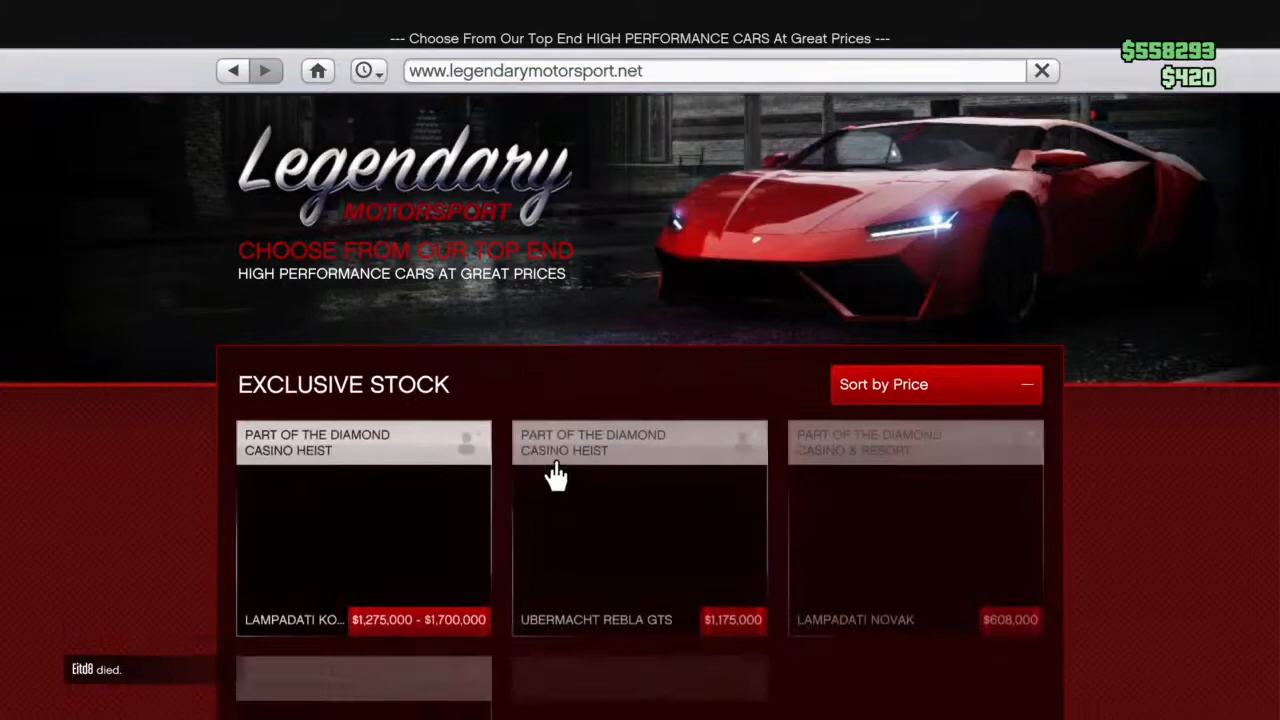 --- Choose From Our Top End HIGH PERFORMANCE CARS At Great Prices ---
$558293
www.legendarymotorsport.net
$420
Legendary
MOTORSPORT
CHOOSE FROM OUR TOP END
HIGH PERFORMANCE CARS AT GREAT PRICES
EXCLUSIVE STOCK
Sort by Price
PART OF THE DIAMOND
CASINO HEIST
PART OF THE DIAMOND
CASINO HEIST
PART OF THE DIAMOND
CASINO & RESORT
LAMPADATI KO... $1,275,000 - $1,700,000
UBERMACHT REBLA GTS $1,175,000
LAMPADATI NOVAK $608,000
Eitd8 died.